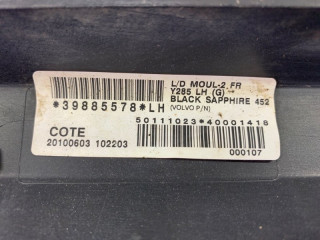 L/D MOUL-2 FR
Y285 LH (G)
*39885578*LH
BLACK SAPPHIRE 452
(VOLVO P/N)
50111023*40001418
COTE
20100603 102203
000107